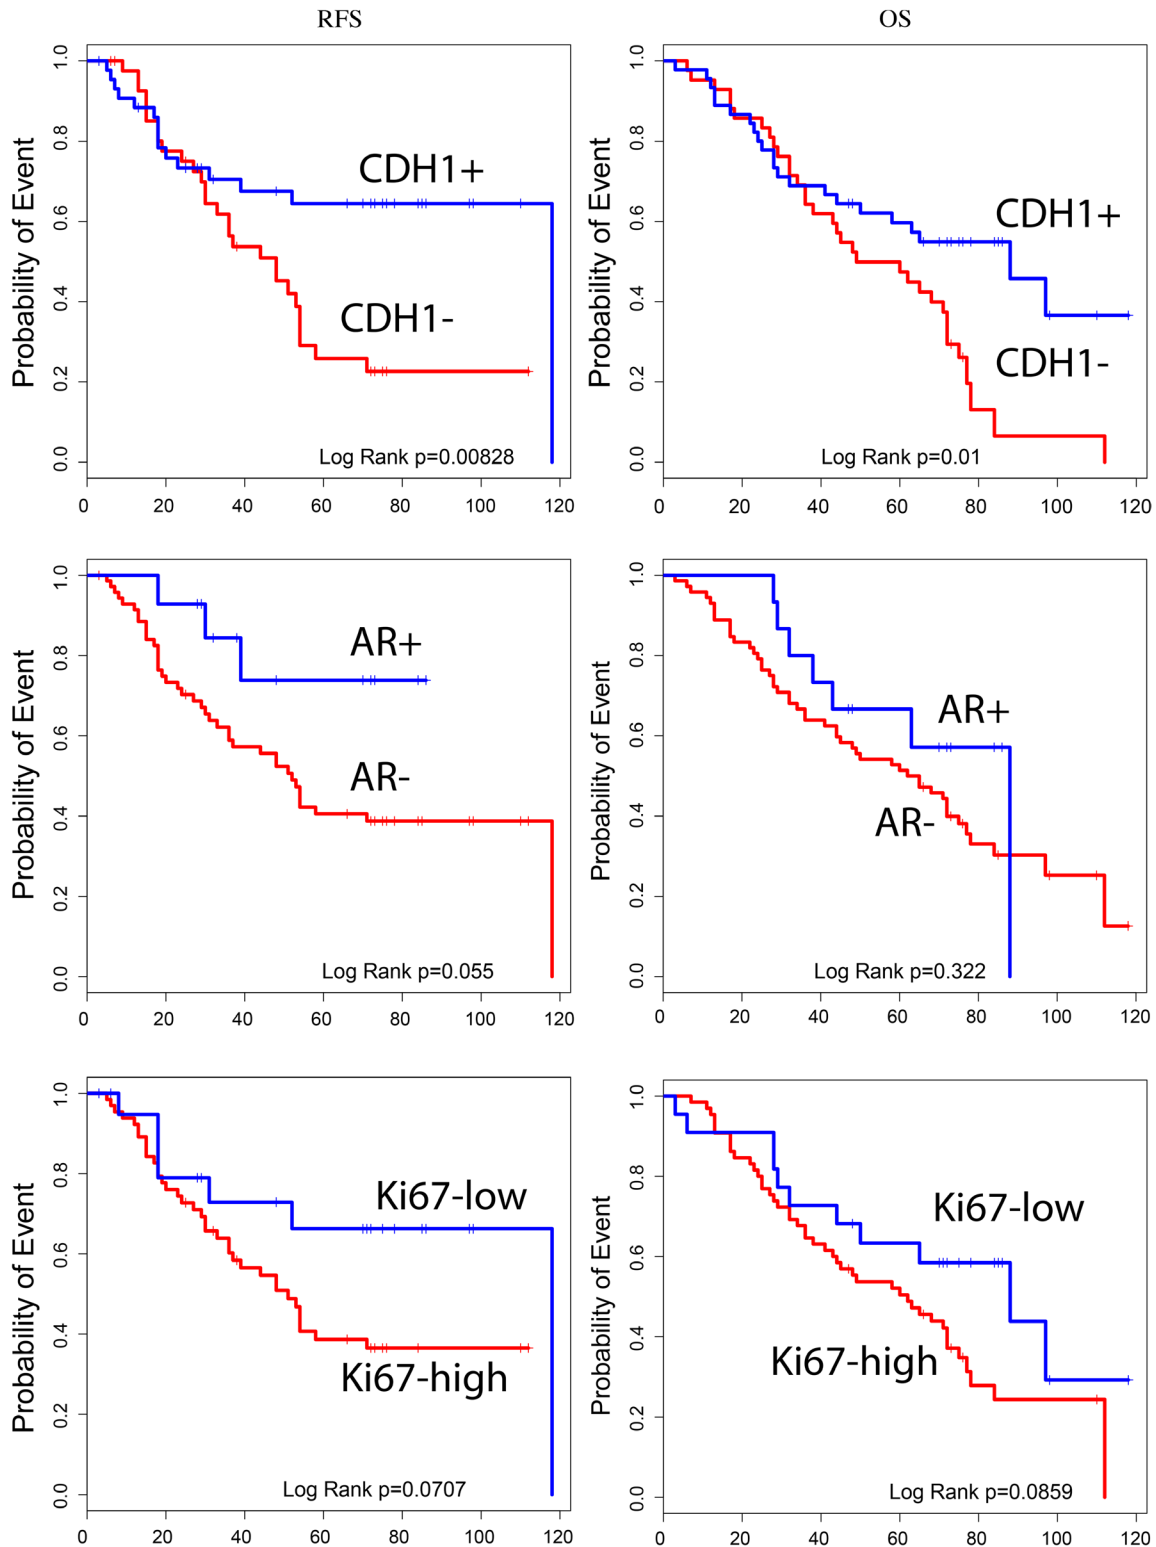 RFS
OS
Probability of Event
1.0
0.8
0.6
0.4
0.2
0.0
CDH1+
CDH1-
Log Rank p=0.00828
0 20 40 60 80 100 120
Probability of Event
1.0
0.8
0.6
0.4
0.2
0.0
CDH1+
CDH1-
Log Rank p=0.01
0 20 40 60 80 100 120
Probability of Event
1.0
0.8
0.6
0.4
0.2
0.0
AR+
AR-
Log Rank p=0.055
0 20 40 60 80 100 120
Probability of Event
1.0
0.8
0.6
0.4
0.2
0.0
AR+
AR-
Log Rank p=0.322
0 20 40 60 80 100 120
Probability of Event
1.0
0.8
0.6
0.4
0.2
0.0
Ki67-low
Ki67-high
Log Rank p=0.0707
0 20 40 60 80 100 120
Probability of Event
1.0
0.8
0.6
0.4
0.2
0.0
Ki67-low
Ki67-high
Log Rank p=0.0859
0 20 40 60 80 100 120